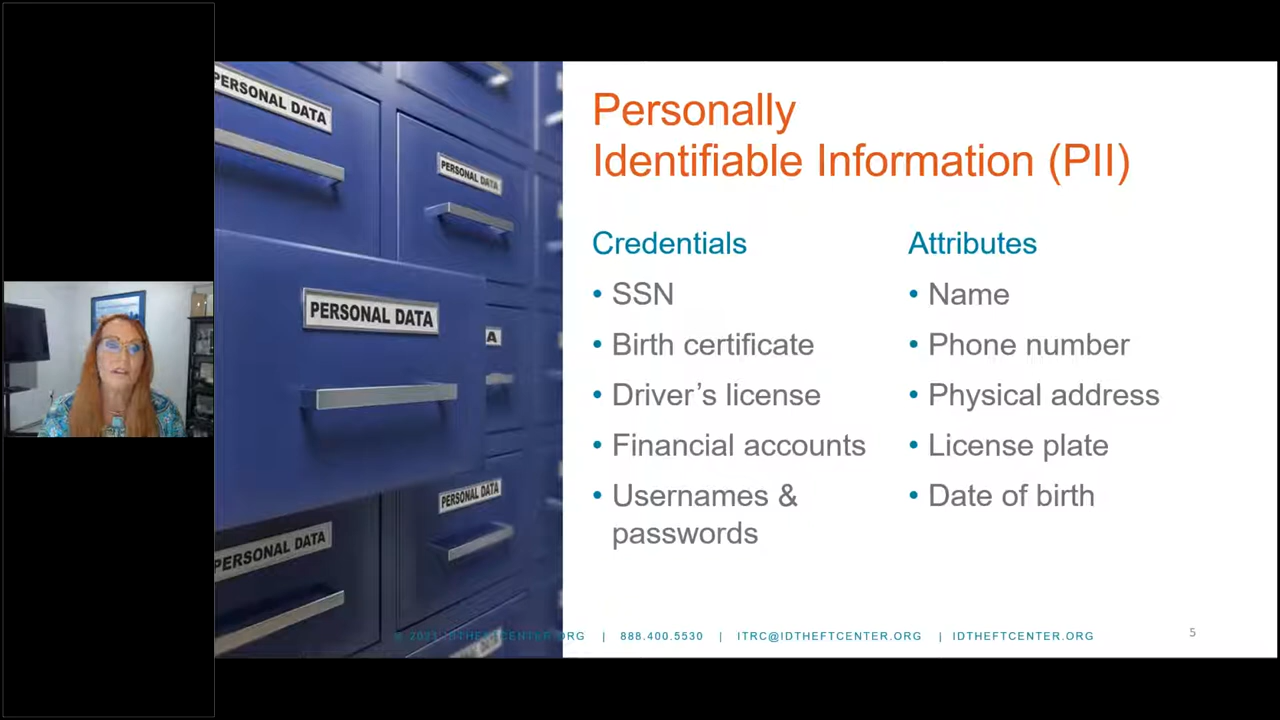 PERSONAL DATA
PERSONAL DATA
PERSONAL DATA
A
PERSONAL DATA
PERSONAL DATA
Personally
Identifiable Information (PII)
Credentials
• SSN
• Birth certificate
• Driver’s license
• Financial accounts
• Usernames &
passwords
Attributes
• Name
• Phone number
• Physical address
• License plate
• Date of birth
IDTHEFTCENTER.ORG | 888.400.5530 | ITRC@IDTHEFTCENTER.ORG | IDTHEFTCENTER.ORG
5